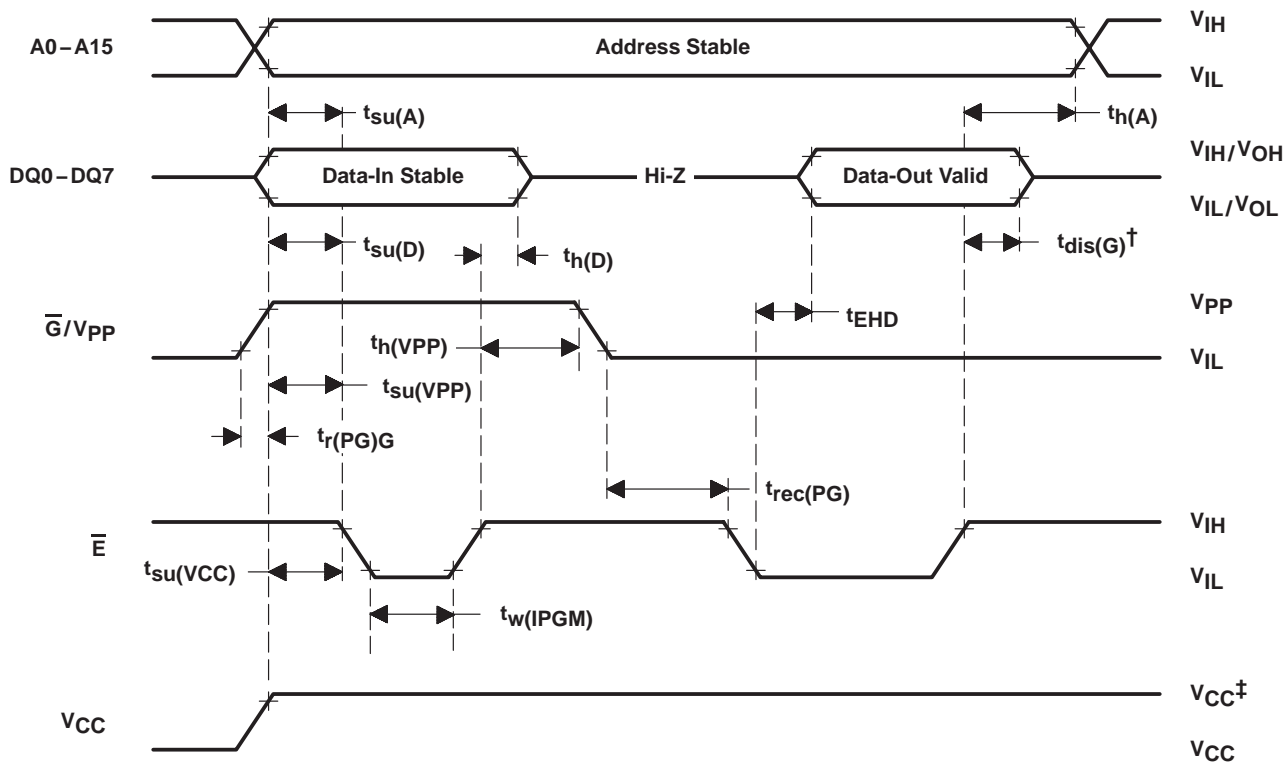 A0–A15
Address Stable
VIH
VIL
tsu(A)
th(A)
DQ0–DQ7
Data-In Stable
Hi-Z
Data-Out Valid
VIH/VOH
VIL/VOL
tsu(D)
th(D)
tdis(G)†
G̅/VPP
VPP
tEHD
th(VPP)
VIL
tsu(VPP)
tr(PG)G
trec(PG)
E̅
VIH
tsu(VCC)
VIL
tw(IPGM)
VCC
VCC‡
VCC